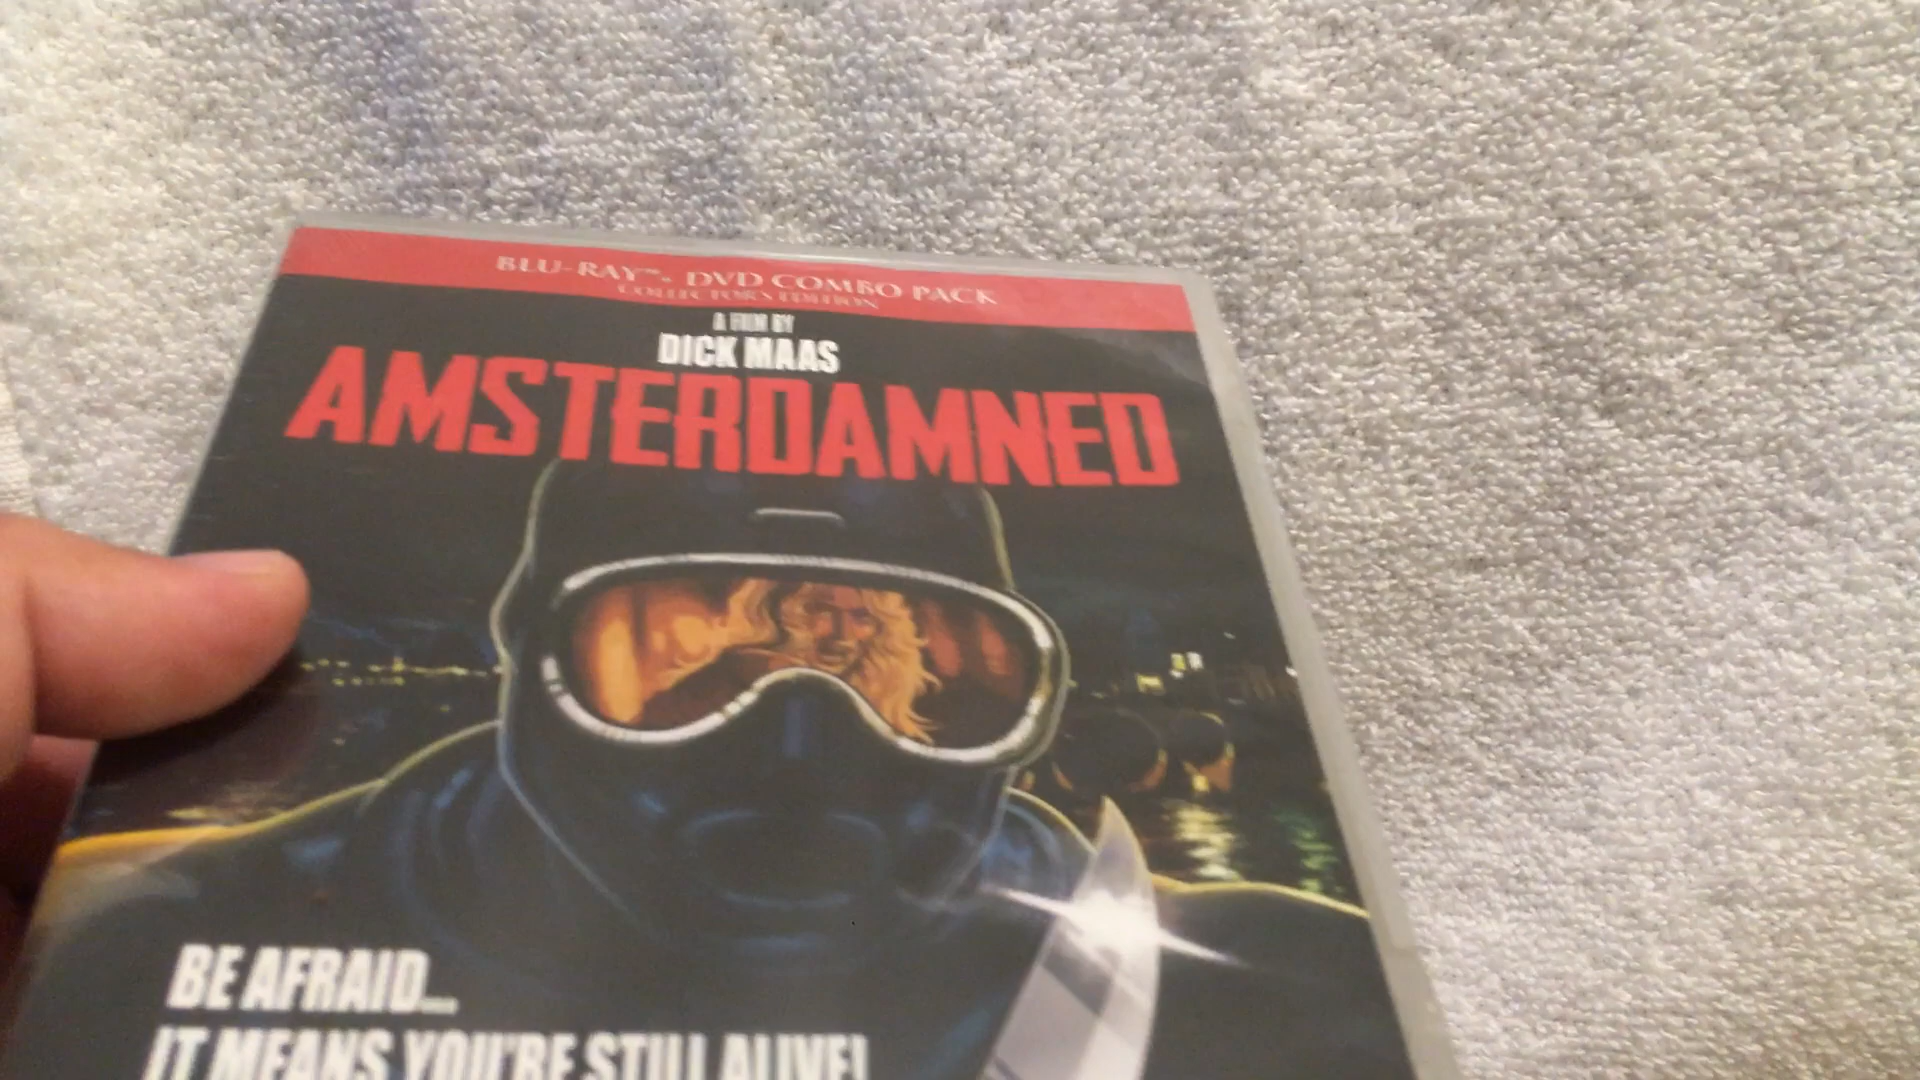 BLU-RAY™ • DVD COMBO PACK
COLLECTOR'S EDITION
A FILM BY
DICK MAAS
AMSTERDAMNED
BE AFRAID...
IT MEANS YOU'RE STILL ALIVE!